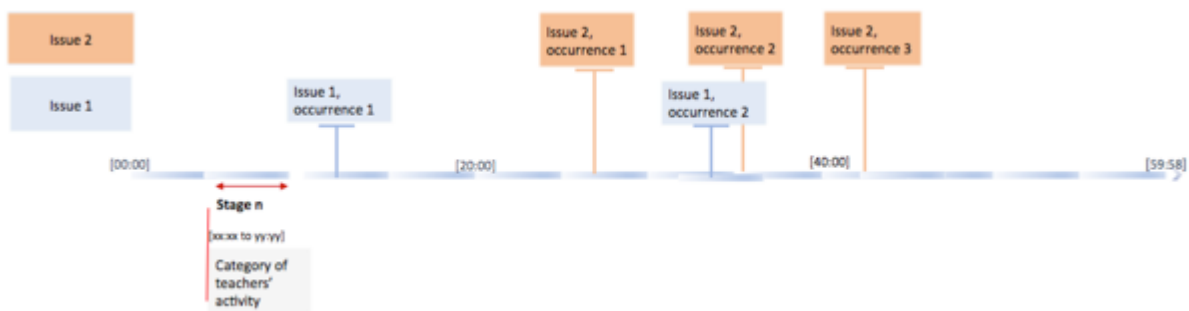 Issue 2
Issue 1
Issue 1,
occurrence 1
Issue 2,
occurrence 1
Issue 2,
occurrence 2
Issue 1,
occurrence 2
Issue 2,
occurrence 3
[00:00]
[20:00]
[40:00]
[59:58]
Stage n
[xx:xx to yy:yy]
Category of
teachers'
activity